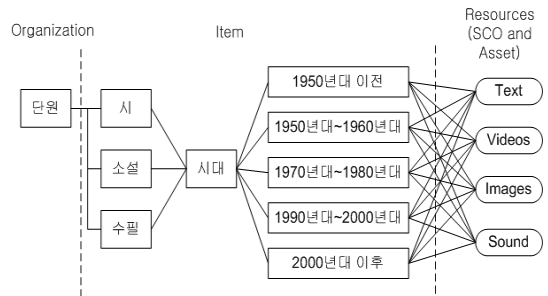 Organization
Item
Resources
(SCO and
Asset)
단원
시
소설
수필
시대
1950년대 이전
1950년대~1960년대
1970년대~1980년대
1990년대~2000년대
2000년대 이후
Text
Videos
Images
Sound